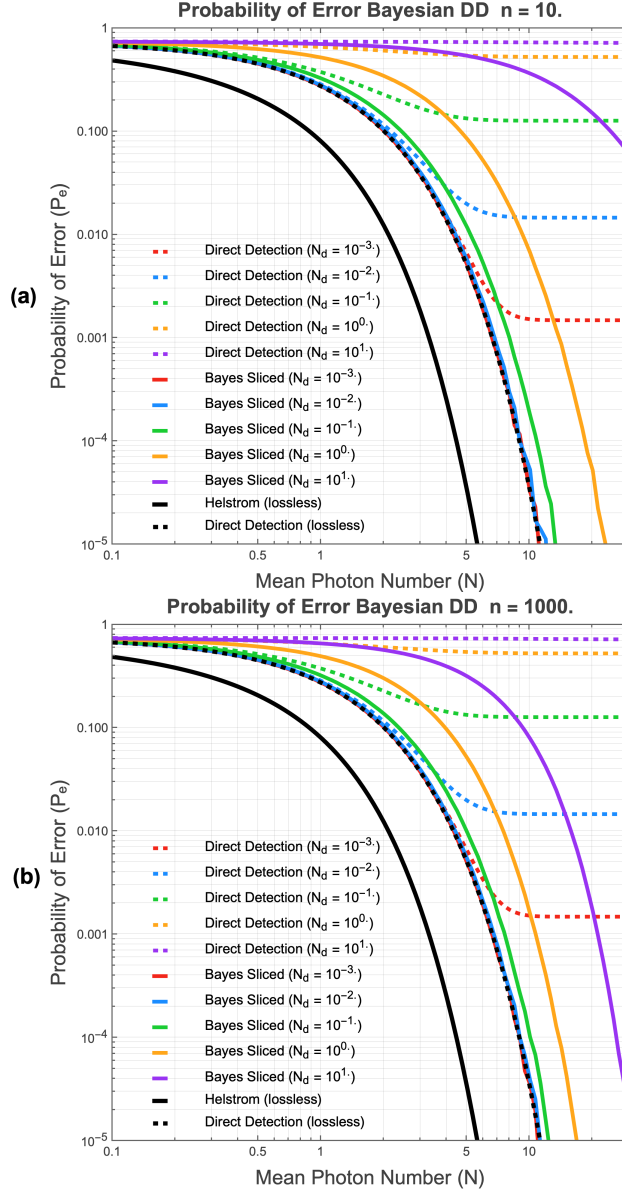 Probability of Error Bayesian DD n = 10.
1
0.100
0.010
0.001
10⁻⁴
10⁻⁵
Probability of Error (Pₑ)
(a)
Direct Detection (N_d = 10⁻³·)
Direct Detection (N_d = 10⁻²·)
Direct Detection (N_d = 10⁻¹·)
Direct Detection (N_d = 10⁰·)
Direct Detection (N_d = 10¹·)
Bayes Sliced (N_d = 10⁻³·)
Bayes Sliced (N_d = 10⁻²·)
Bayes Sliced (N_d = 10⁻¹·)
Bayes Sliced (N_d = 10⁰·)
Bayes Sliced (N_d = 10¹·)
Helstrom (lossless)
Direct Detection (lossless)
0.1 0.5 1 5 10
Mean Photon Number (N)
Probability of Error Bayesian DD n = 1000.
1
0.100
0.010
0.001
10⁻⁴
10⁻⁵
Probability of Error (Pₑ)
(b)
Direct Detection (N_d = 10⁻³·)
Direct Detection (N_d = 10⁻²·)
Direct Detection (N_d = 10⁻¹·)
Direct Detection (N_d = 10⁰·)
Direct Detection (N_d = 10¹·)
Bayes Sliced (N_d = 10⁻³·)
Bayes Sliced (N_d = 10⁻²·)
Bayes Sliced (N_d = 10⁻¹·)
Bayes Sliced (N_d = 10⁰·)
Bayes Sliced (N_d = 10¹·)
Helstrom (lossless)
Direct Detection (lossless)
0.1 0.5 1 5 10
Mean Photon Number (N)